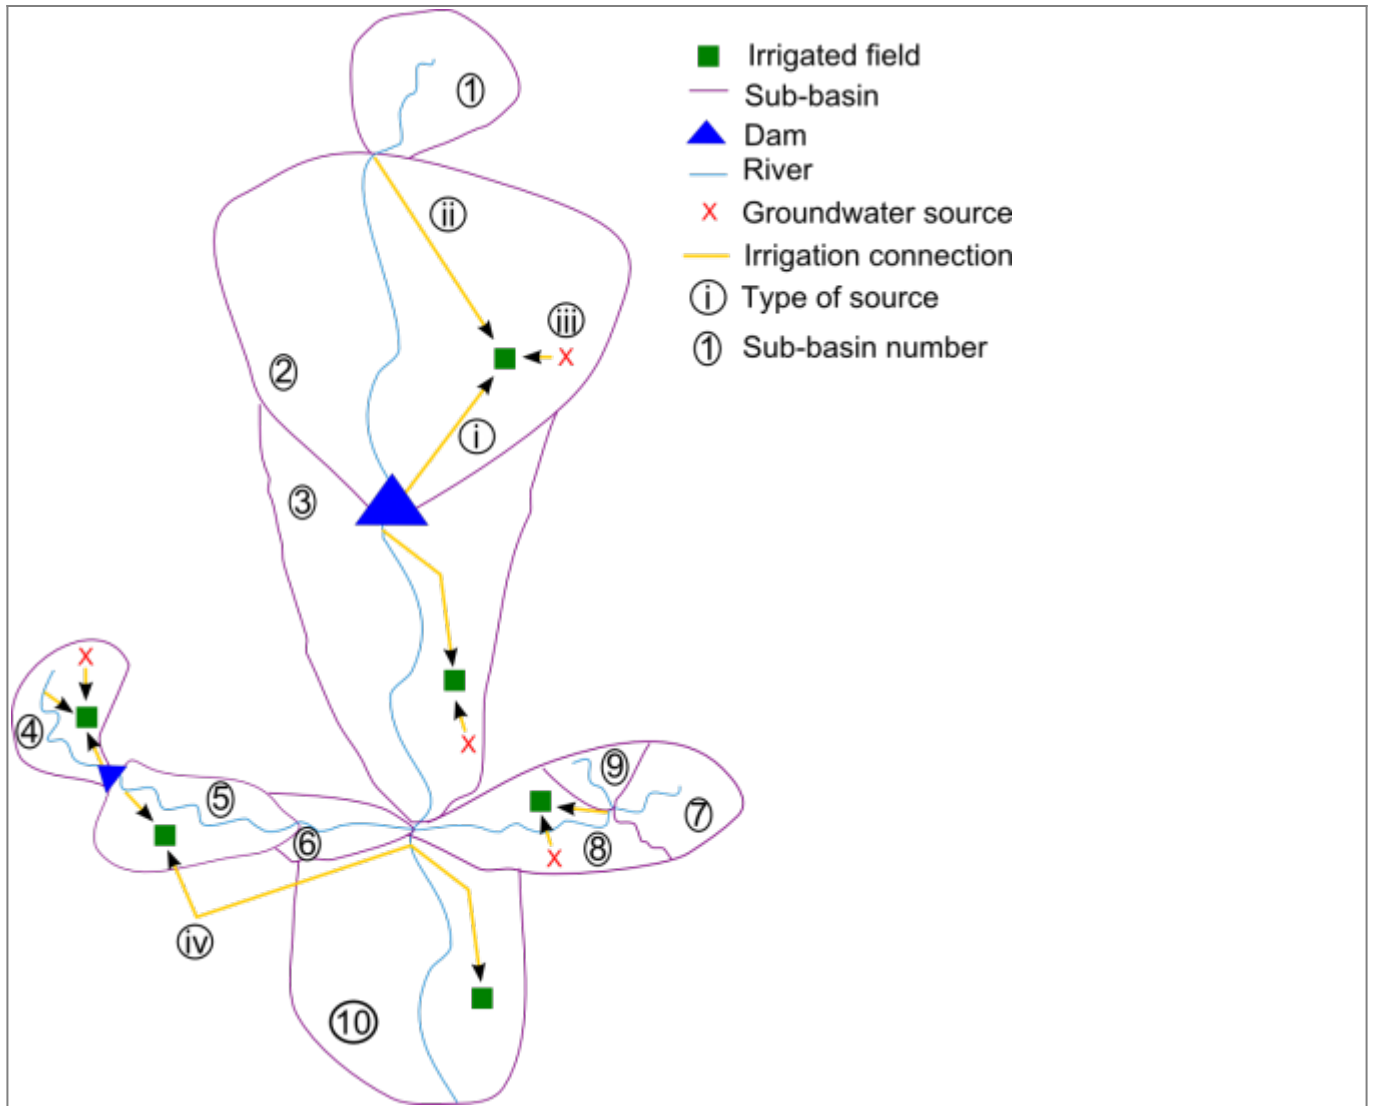 ①
Irrigated field
Sub-basin
Dam
River
ⓘⓘ
x Groundwater source
Irrigation connection
ⓘ Type of source
ⓘⓘⓘ
x
① Sub-basin number
②
ⓘ
③
x
④
x
⑨
⑤
⑦
⑥
⑧
x
ⓘⓥ
⑩